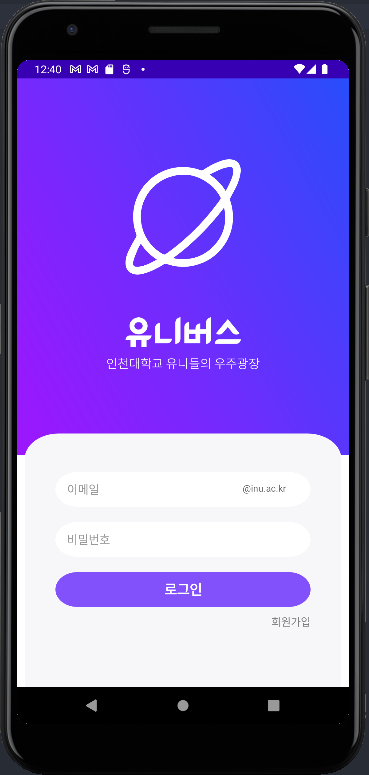 12:40
유니버스
인천대학교 유니들의 우주광장
이메일 @inu.ac.kr
비밀번호
로그인
회원가입